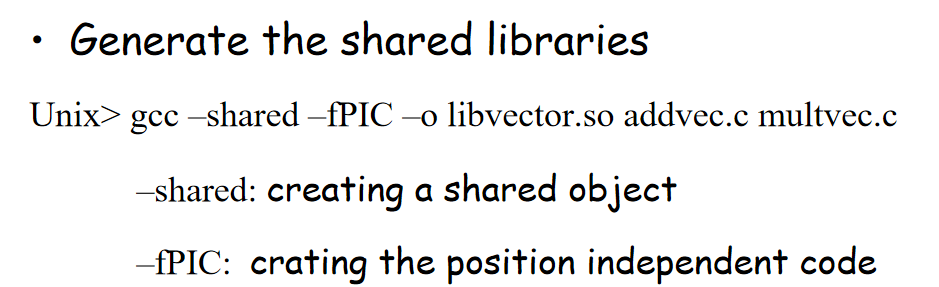 • Generate the shared libraries
Unix> gcc –shared –fPIC –o libvector.so addvec.c multvec.c
–shared: creating a shared object
–fPIC: crating the position independent code